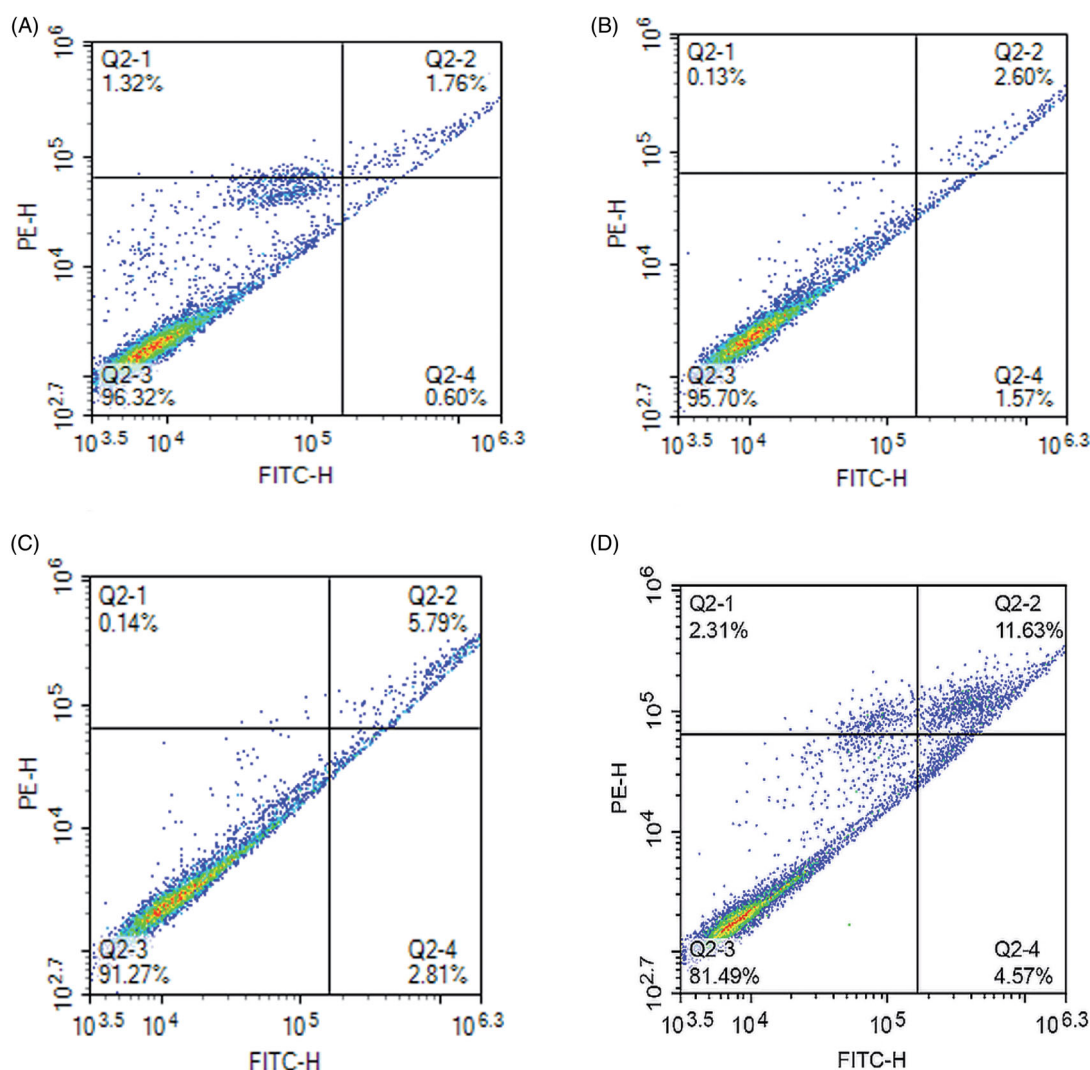 (A)
Q2-1
1.32%
Q2-2
1.76%
Q2-3
96.32%
Q2-4
0.60%
10^6
10^5
10^4
10^2.7
PE-H
10^3.5 10^4 10^5 10^6.3
FITC-H
(B)
Q2-1
0.13%
Q2-2
2.60%
Q2-3
95.70%
Q2-4
1.57%
10^6
10^5
10^4
10^2.7
PE-H
10^3.5 10^4 10^5 10^6.3
FITC-H
(C)
Q2-1
0.14%
Q2-2
5.79%
Q2-3
91.27%
Q2-4
2.81%
10^6
10^5
10^4
10^2.7
PE-H
10^3.5 10^4 10^5 10^6.3
FITC-H
(D)
Q2-1
2.31%
Q2-2
11.63%
Q2-3
81.49%
Q2-4
4.57%
10^6
10^5
10^4
10^2.7
PE-H
10^3.5 10^4 10^5 10^6.3
FITC-H